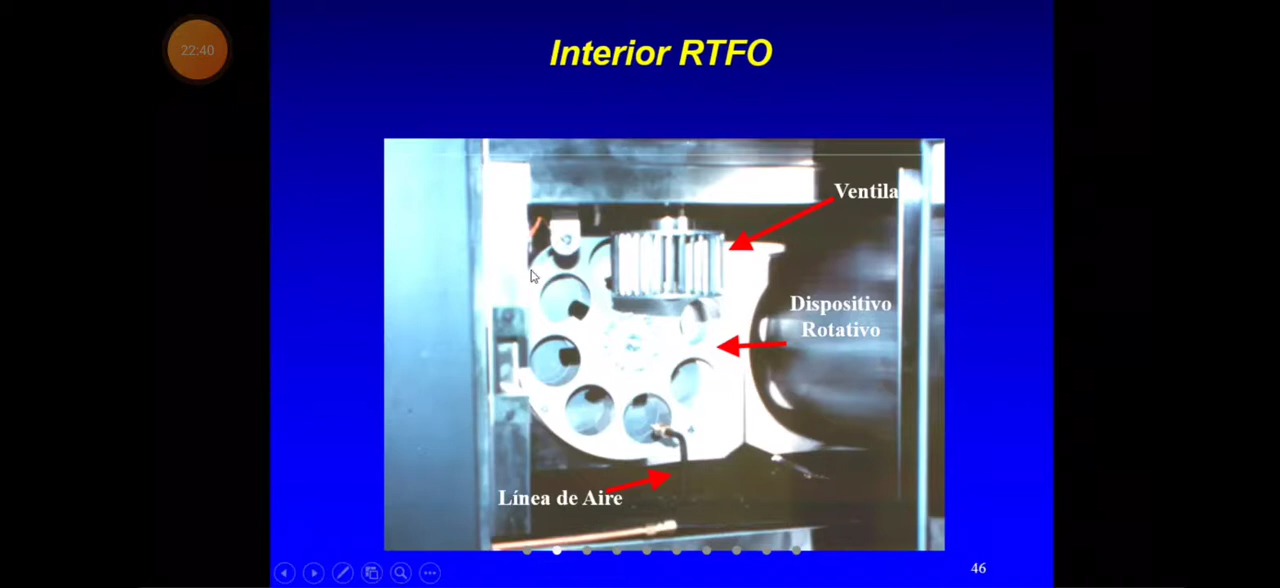 22:40
Interior RTFO
Ventila
Dispositivo
Rotativo
Línea de Aire
46